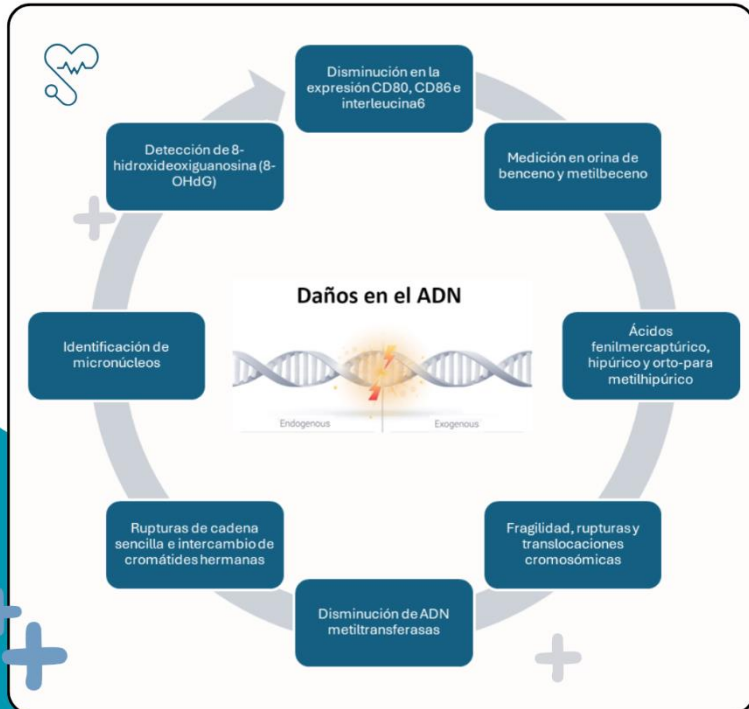 Disminución en la
expresión CD80, CD86 e
interleucina6
Medición en orina de
benceno y metilbeceno
Ácidos
fenilmercaptúrico,
hipúrico y orto-para
metilhipúrico
Fragilidad, rupturas y
translocaciones
cromosómicas
Disminución de ADN
metiltransferasas
Rupturas de cadena
sencilla e intercambio de
cromátides hermanas
Identificación de
micronúcleos
Detección de 8-
hidroxideoxiguanosina (8-
OHdG)
Daños en el ADN
Endogenous
Exogenous